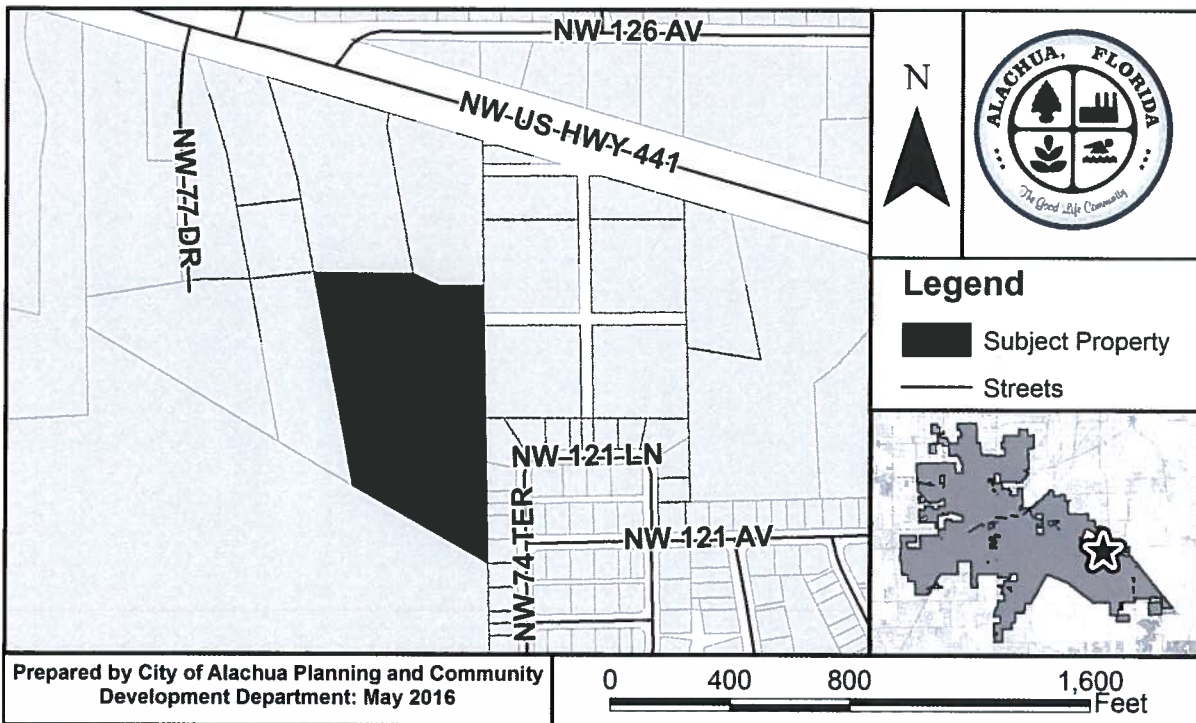 NW-126-AV
NW-US-HWY-441
NW-77-DR
NW-121-LN
NW-74-TER
NW-121-AV
N
ALACHUA, FLORIDA
The Good Life Community
Legend
Subject Property
Streets
Prepared by City of Alachua Planning and Community
Development Department: May 2016
0 400 800 1,600
Feet